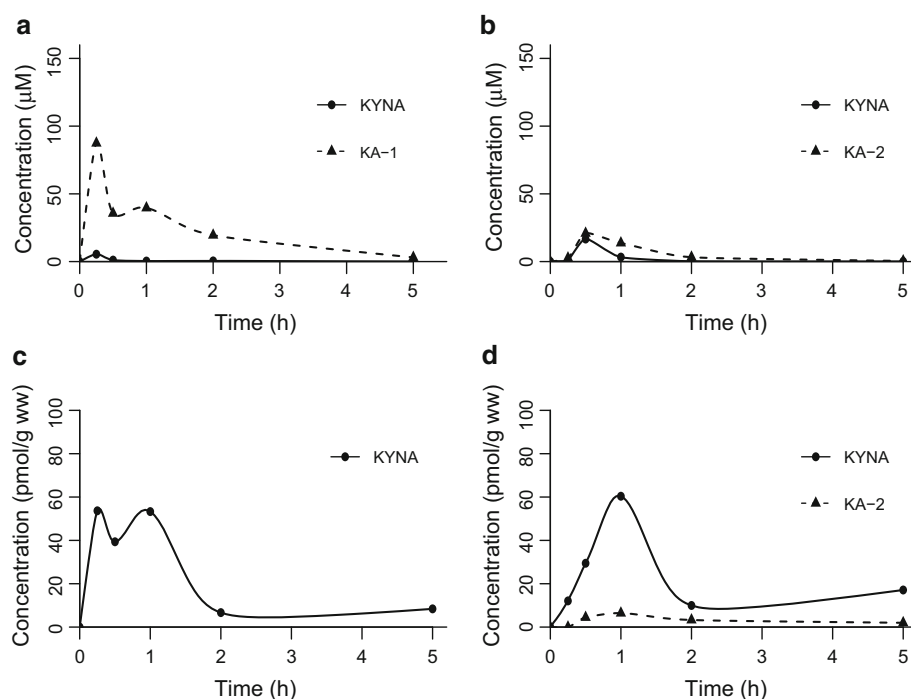 a
Concentration (μM)
0 50 100 150
KYNA
KA−1
0 1 2 3 4 5
Time (h)
b
Concentration (μM)
0 50 100 150
KYNA
KA−2
0 1 2 3 4 5
Time (h)
c
Concentration (pmol/g ww)
0 20 40 60 80 100
KYNA
0 1 2 3 4 5
Time (h)
d
Concentration (pmol/g ww)
0 20 40 60 80 100
KYNA
KA−2
0 1 2 3 4 5
Time (h)